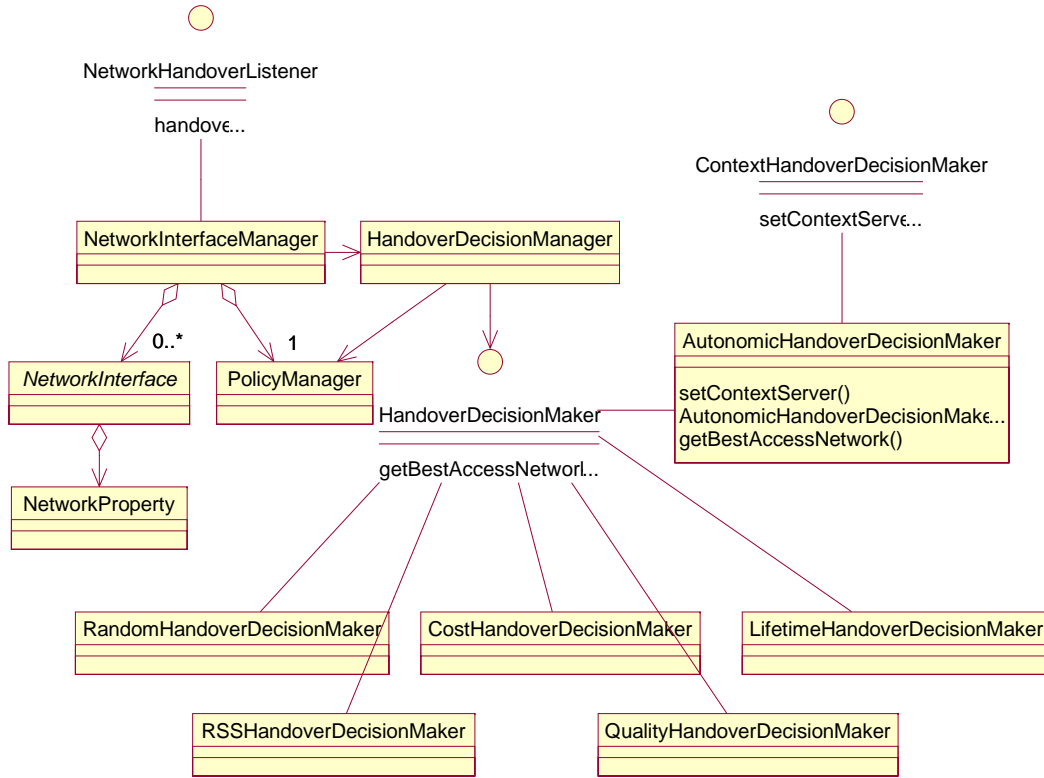 NetworkHandoverListener
handove...
ContextHandoverDecisionMaker
setContextServe...
NetworkInterfaceManager
HandoverDecisionManager
0..*
1
NetworkInterface
PolicyManager
AutonomicHandoverDecisionMaker
setContextServer()
AutonomicHandoverDecisionMake...
getBestAccessNetwork()
HandoverDecisionMaker
getBestAccessNetworl...
NetworkProperty
RandomHandoverDecisionMaker
CostHandoverDecisionMaker
LifetimeHandoverDecisionMaker
RSSHandoverDecisionMaker
QualityHandoverDecisionMaker